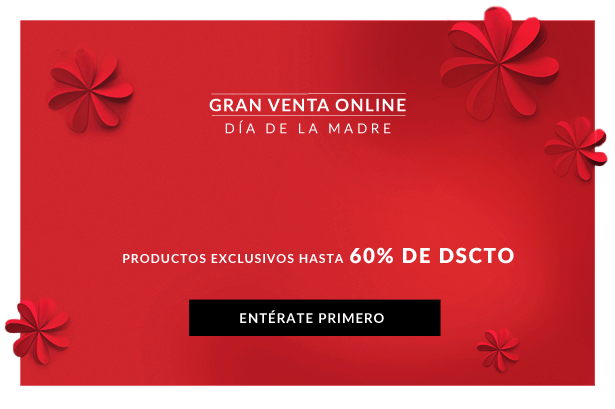 GRAN VENTA ONLINE
DÍA DE LA MADRE
PRODUCTOS EXCLUSIVOS HASTA 60% DE DSCTO
ENTÉRATE PRIMERO